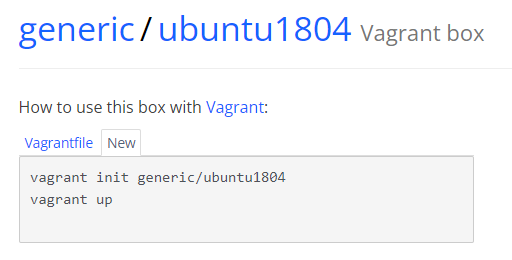 generic / ubuntu1804 Vagrant box
How to use this box with Vagrant:
Vagrantfile New
vagrant init generic/ubuntu1804
vagrant up